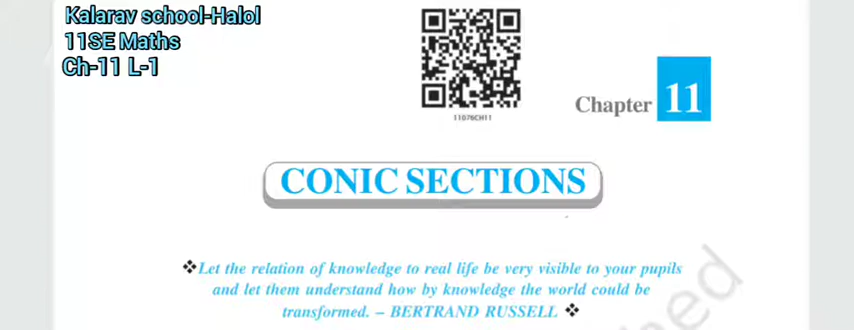 Kalarav school-Halol
11SE Maths
Ch-11 L-1
11076CH11
Chapter 11
CONIC SECTIONS
❖Let the relation of knowledge to real life be very visible to your pupils
and let them understand how by knowledge the world could be
transformed. – BERTRAND RUSSELL ❖